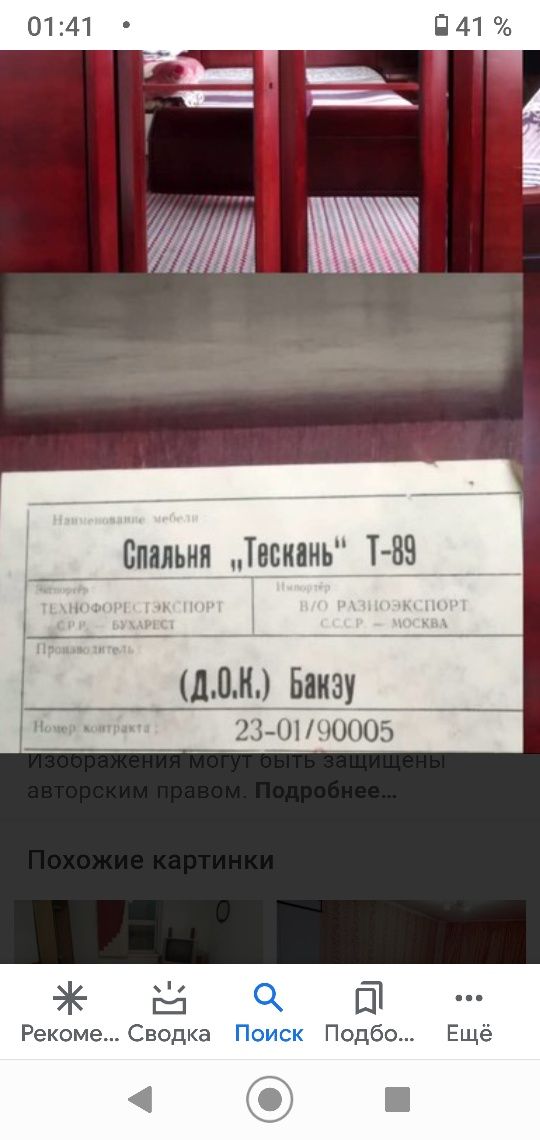 01:41
41 %
Наименование мебели :
Спальня „Тескань“ Т-89
Экспортёр:
ТЕХНОФОРЕСТЭКСПОРТ
С.Р.Р. — БУХАРЕСТ
Импортёр:
В/О РАЗНОЭКСПОРТ
С.С.С.Р. — МОСКВА
Производитель:
(Д.О.К.) Бакэу
Номер контракта: 23-01/90005
Изображения могут быть защищены
авторским правом. Подробнее...
Похожие картинки
Рекоме... Сводка Поиск Подбо... Ещё